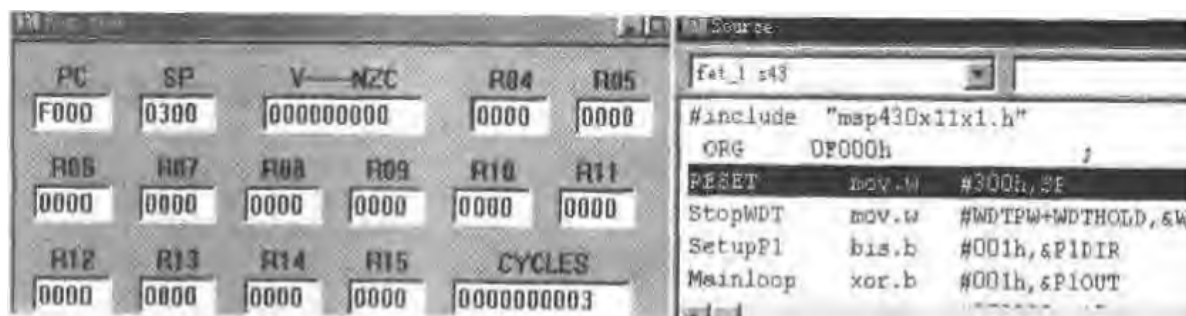 Source
PC SP V——NZC R04 R05
F000 0300 000000000 0000 0000
R06 R07 R08 R09 R10 R11
0000 0000 0000 0000 0000 0000
R12 R13 R14 R15 CYCLES
0000 0000 0000 0000 0000000003
fet_1 s43
#include "msp430x11x1.h"
ORG 0F000h ;
RESET mov.w #300h,SP
StopWDT mov.w #WDTPW+WDTHOLD,&W
SetupP1 bis.b #001h,&P1DIR
Mainloop xor.b #001h,&P1OUT